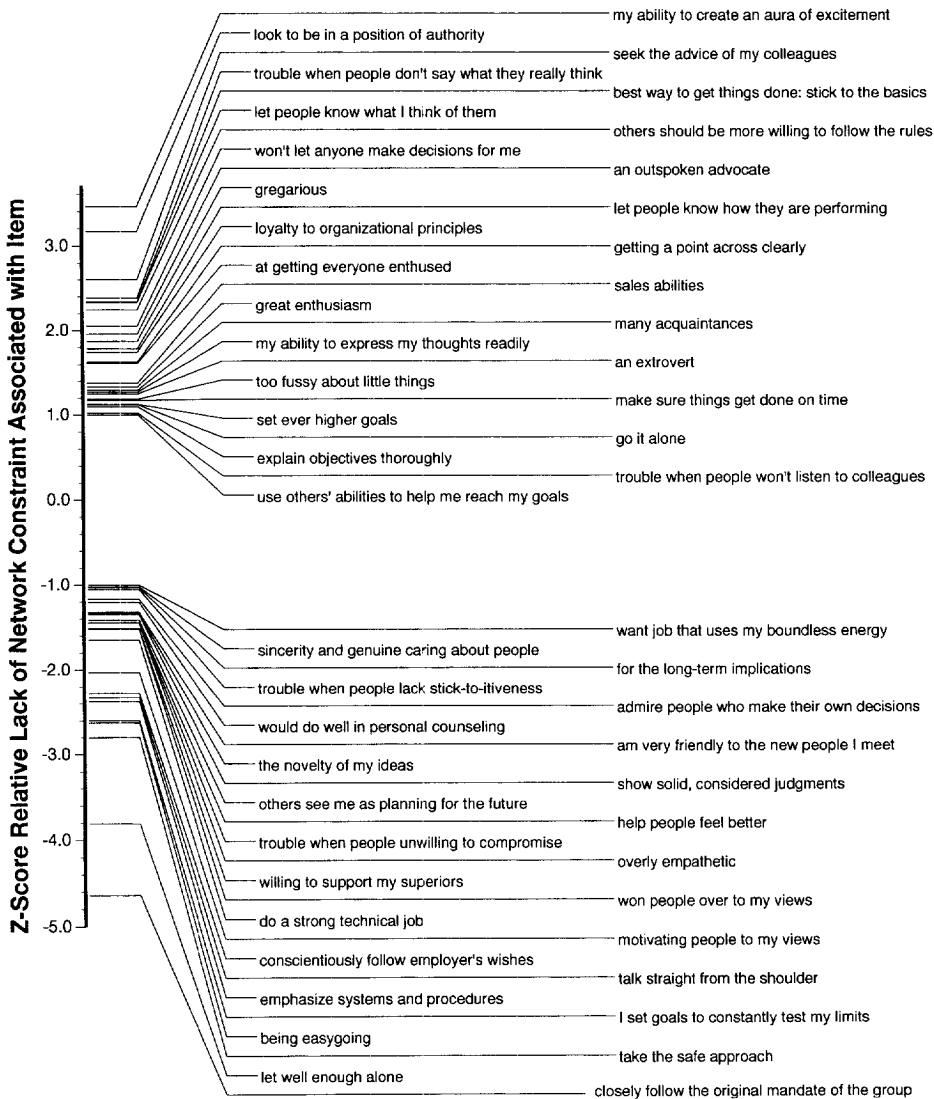 my ability to create an aura of excitement
look to be in a position of authority
seek the advice of my colleagues
trouble when people don't say what they really think
best way to get things done: stick to the basics
let people know what I think of them
others should be more willing to follow the rules
won't let anyone make decisions for me
an outspoken advocate
gregarious
let people know how they are performing
loyalty to organizational principles
getting a point across clearly
at getting everyone enthused
sales abilities
great enthusiasm
many acquaintances
my ability to express my thoughts readily
an extrovert
too fussy about little things
make sure things get done on time
set ever higher goals
go it alone
explain objectives thoroughly
trouble when people won't listen to colleagues
use others' abilities to help me reach my goals
Z-Score Relative Lack of Network Constraint Associated with Item
3.0
2.0
1.0
0.0
-1.0
-2.0
-3.0
-4.0
-5.0
want job that uses my boundless energy
sincerity and genuine caring about people
for the long-term implications
trouble when people lack stick-to-itiveness
admire people who make their own decisions
would do well in personal counseling
am very friendly to the new people I meet
the novelty of my ideas
show solid, considered judgments
others see me as planning for the future
help people feel better
trouble when people unwilling to compromise
overly empathetic
willing to support my superiors
won people over to my views
do a strong technical job
motivating people to my views
conscientiously follow employer's wishes
talk straight from the shoulder
emphasize systems and procedures
I set goals to constantly test my limits
being easygoing
take the safe approach
let well enough alone
closely follow the original mandate of the group